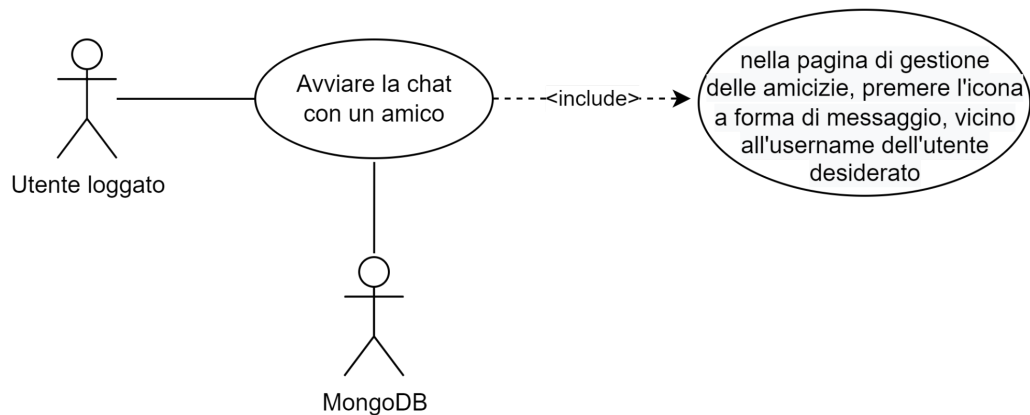 Avviare la chat
con un amico
<include>
nella pagina di gestione
delle amicizie, premere l'icona
a forma di messaggio, vicino
all'username dell'utente
desiderato
Utente loggato
MongoDB